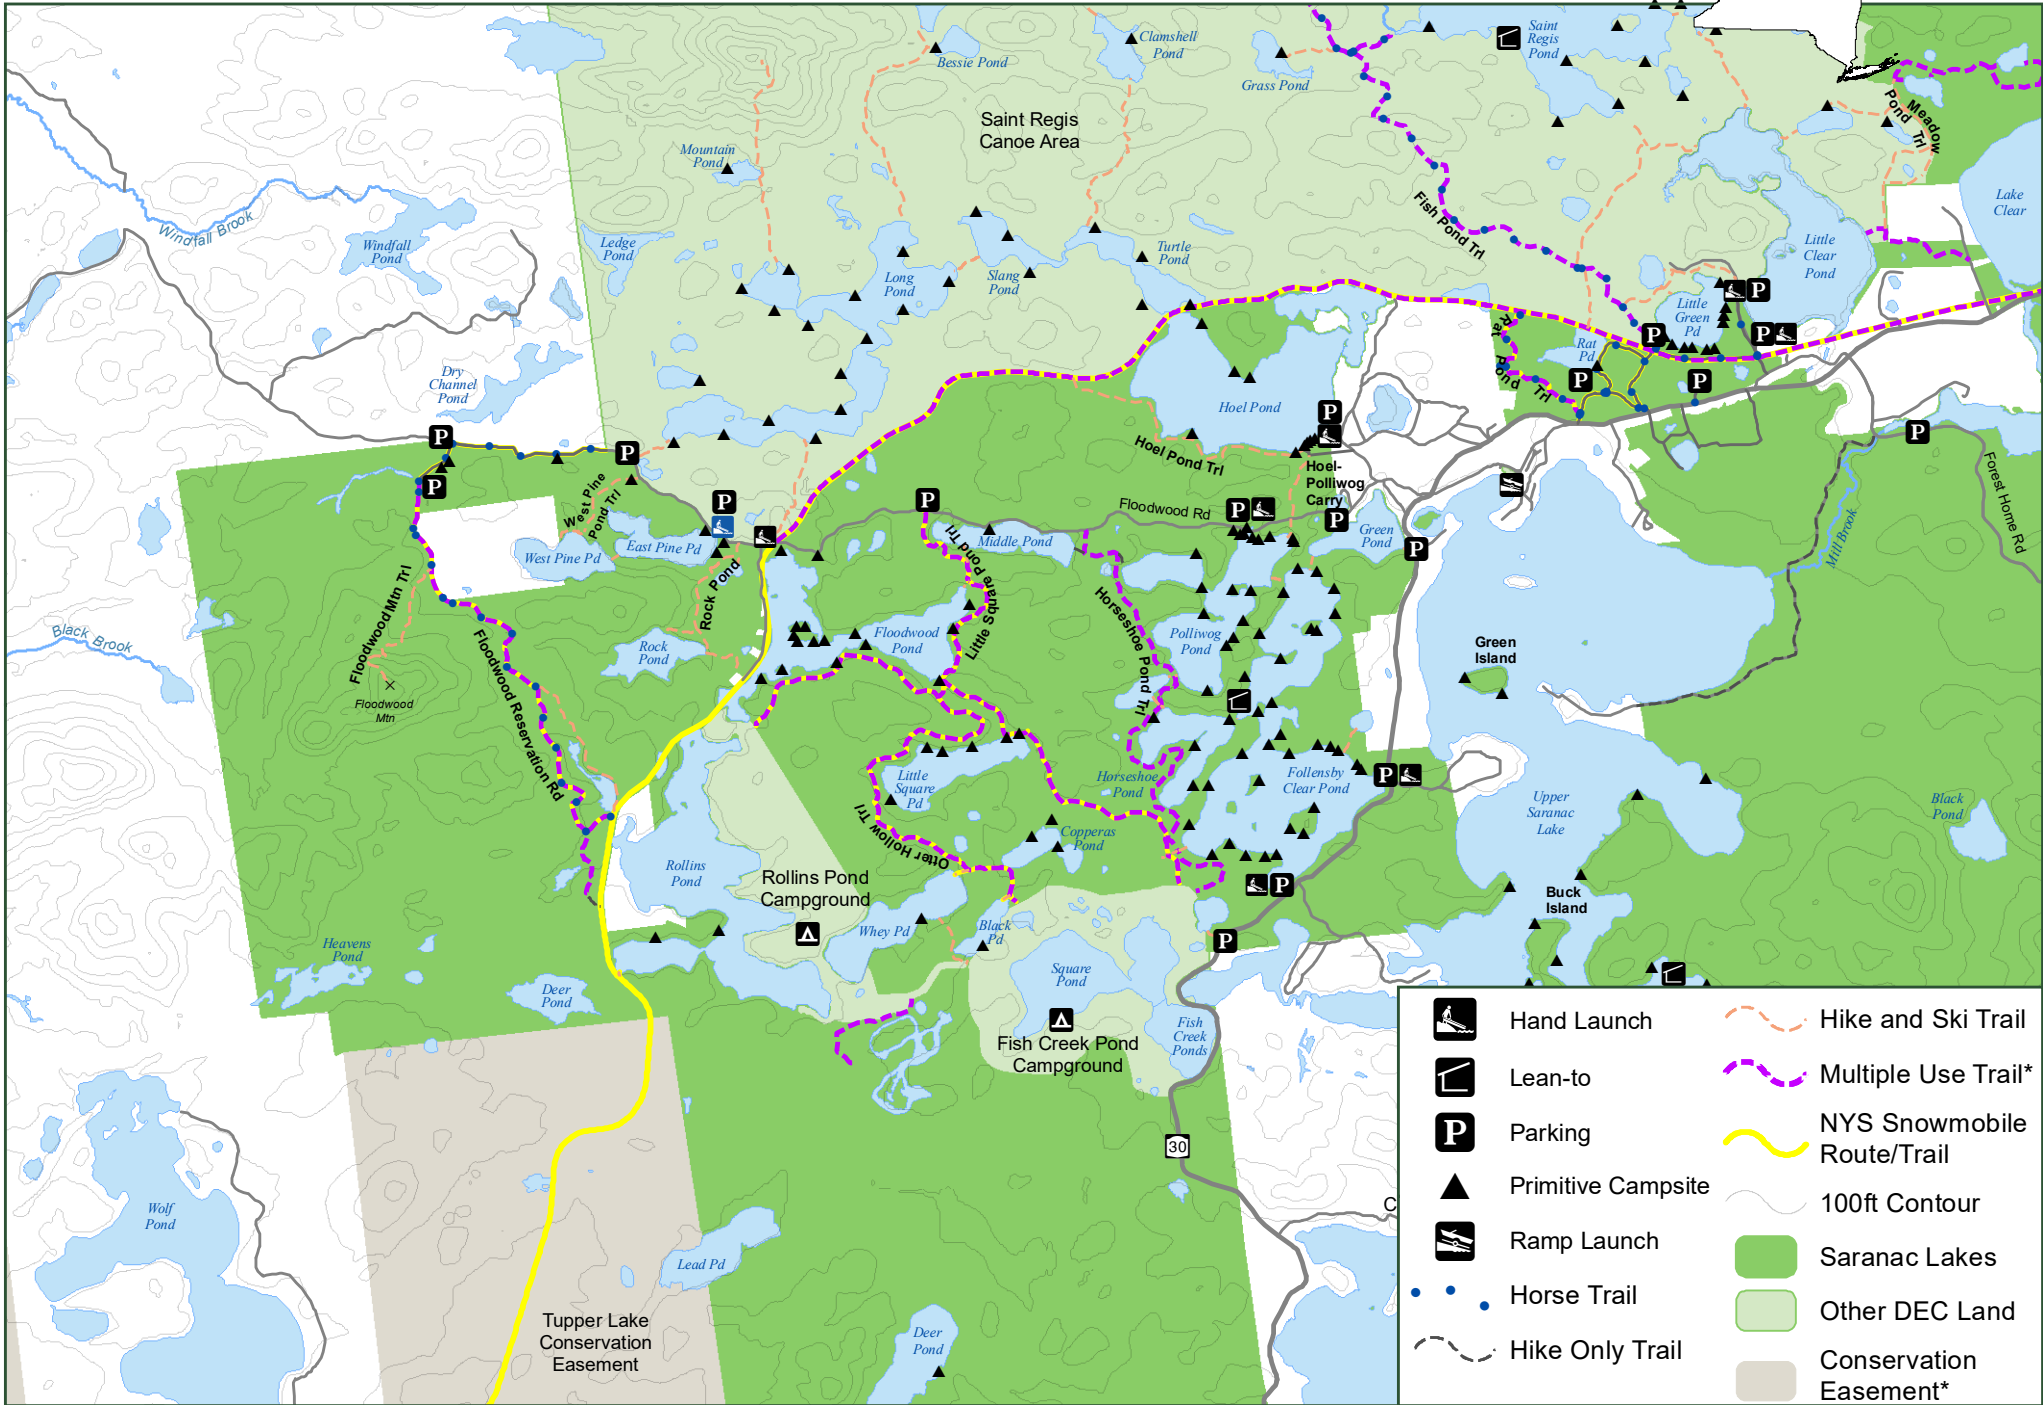 Bessie Pond
Clamshell
Pond
Grass Pond
Saint
Regis
Pond
Saint Regis
Canoe Area
Meadow
Pond Trl
Mountain
Pond
Lake
Clear
Windfall Brook
Windfall
Pond
Ledge
Pond
Long
Pond
Slang
Pond
Turtle
Pond
Fish Pond Trl
Little
Clear
Pond
Little
Green
Pd
P
P
P
Rat
Pd
Rat Pond Trl
P
P
Dry
Channel
Pond
Hoel Pond
P
P
P
P
P
Hoel Pond Trl
Hoel-
Polliwog
Carry
West Pine
Pond Trl
P
P
P
Floodwood Rd
P
P
Green
Pond
P
Forest Home Rd
Mill Brook
West Pine Pd
East Pine Pd
Middle Pond
Little Square Pond Trl
Rock Pond
Floodwood Mtn Trl
Horseshoe Pond Trl
Black Brook
Rock
Pond
Floodwood
Pond
Polliwog
Pond
Green
Island
Floodwood
Mtn
Floodwood Reservation Rd
Little
Square
Pd
Horseshoe
Pond
Follensby
Clear Pond
P
Upper
Saranac
Lake
Black
Pond
Otter Hollow Trl
Copperas
Pond
Rollins
Pond
Rollins Pond
Campground
P
Buck
Island
Whey Pd
Black
Pd
P
Heavens
Pond
Deer
Pond
Square
Pond
Fish
Creek
Ponds
Fish Creek Pond
Campground
30
Wolf
Pond
Lead Pd
Tupper Lake
Conservation
Easement
Deer
Pond
C
Hand Launch
Lean-to
P Parking
Primitive Campsite
Ramp Launch
Horse Trail
Hike Only Trail
Hike and Ski Trail
Multiple Use Trail*
NYS Snowmobile
Route/Trail
100ft Contour
Saranac Lakes
Other DEC Land
Conservation
Easement*